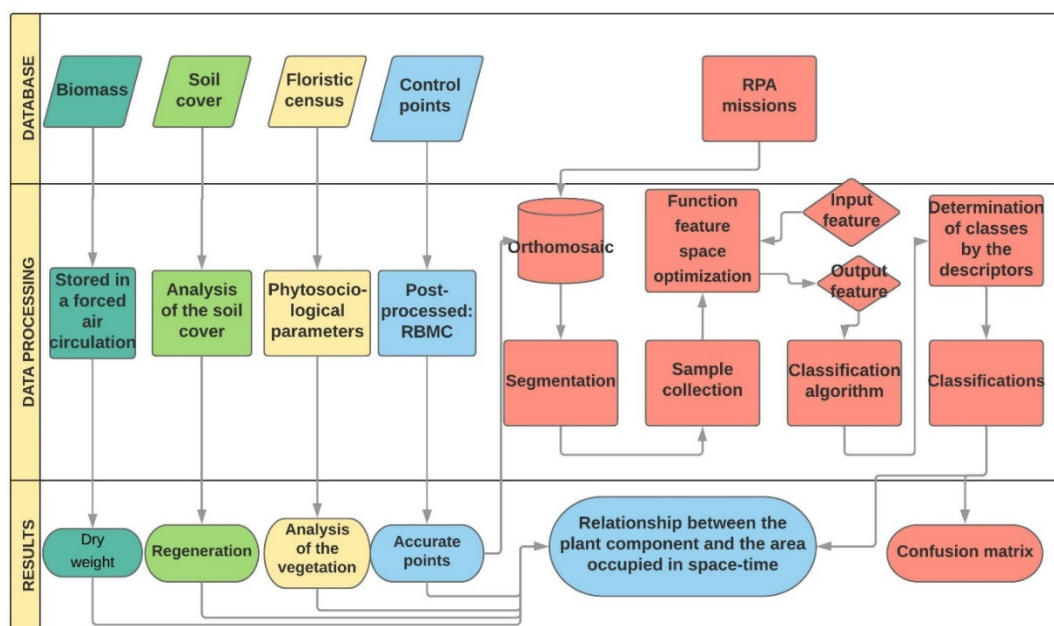 DATABASE
Biomass
Soil
cover
Floristic
census
Control
points
RPA
missions
DATA PROCESSING
Stored in
a forced
air
circulation
Analysis
of the soil
cover
Phytosocio-
logical
parameters
Post-
processed:
RBMC
Orthomosaic
Segmentation
Function
feature
space
optimization
Sample
collection
Input
feature
Output
feature
Classification
algorithm
Determination
of classes
by the
descriptors
Classifications
RESULTS
Dry
weight
Regeneration
Analysis
of the
vegetation
Accurate
points
Relationship between the
plant component and the area
occupied in space-time
Confusion matrix